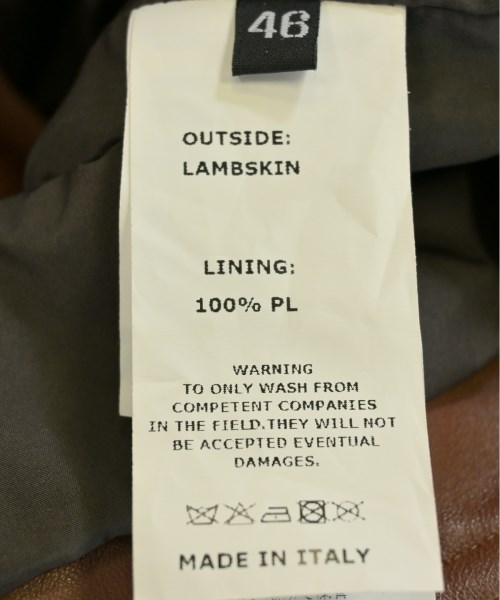 46
OUTSIDE:
LAMBSKIN
LINING:
100% PL
WARNING
TO ONLY WASH FROM
COMPETENT COMPANIES
IN THE FIELD.THEY WILL NOT
BE ACCEPTED EVENTUAL
DAMAGES.
MADE IN ITALY